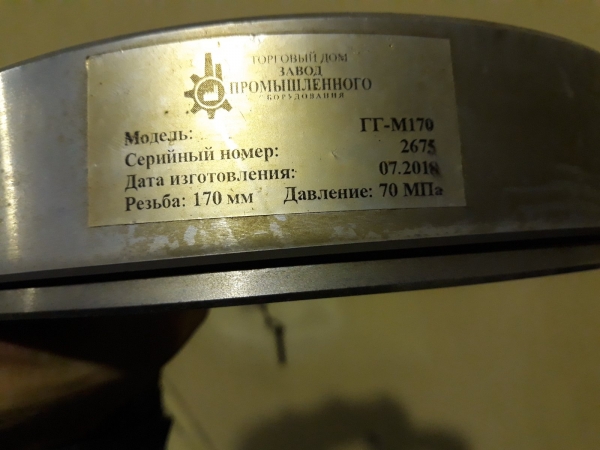 ТОРГОВЫЙ ДОМ
ЗАВОД
ПРОМЫШЛЕННОГО
ОБОРУДОВАНИЯ
Модель: ГГ-М170
Серийный номер: 2675
Дата изготовления: 07.2018
Резьба: 170 мм Давление: 70 МПа